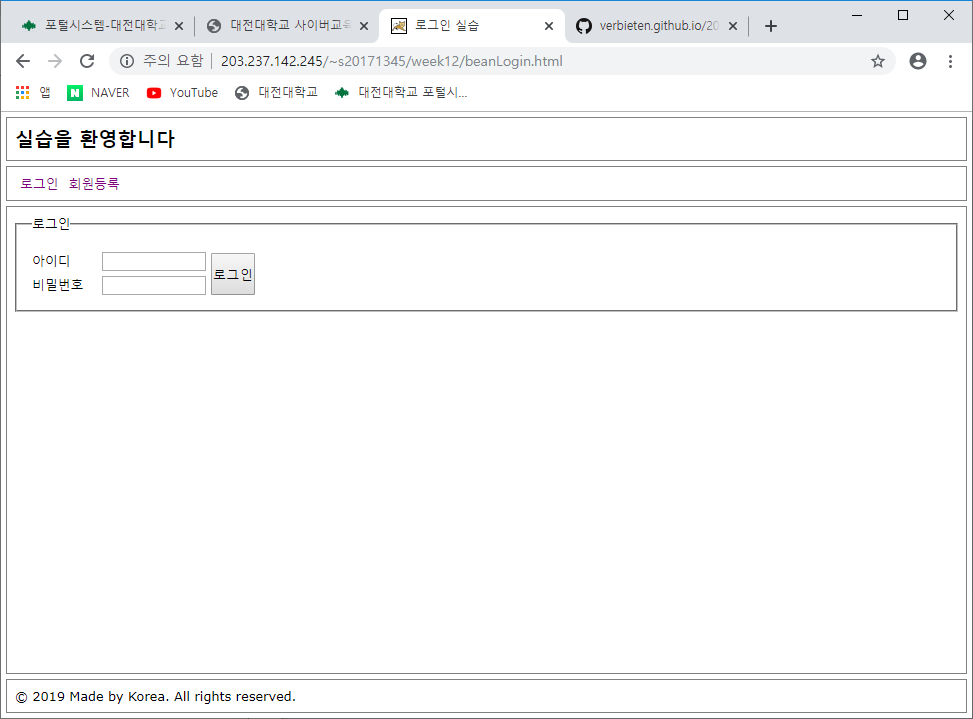 포털시스템-대전대학교
대전대학교 사이버교육
로그인 실습
verbieten.github.io/20
주의 요함 203.237.142.245/~s20171345/week12/beanLogin.html
앱 NAVER YouTube 대전대학교 대전대학교 포털시...
실습을 환영합니다
로그인 회원등록
로그인
아이디
비밀번호
로그인
© 2019 Made by Korea. All rights reserved.